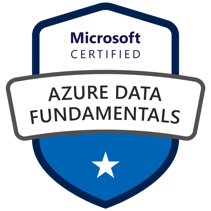 Microsoft
CERTIFIED
AZURE DATA
FUNDAMENTALS